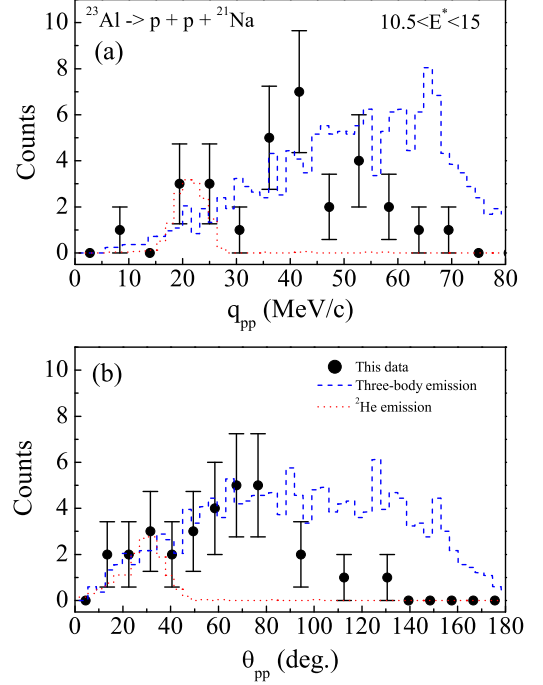 ²³Al -> p + p + ²¹Na
10.5<E*<15
(a)
10
8
6
4
2
0
Counts
0 10 20 30 40 50 60 70 80
q_pp (MeV/c)
(b)
This data
Three-body emission
²He emission
10
8
6
4
2
0
Counts
0 20 40 60 80 100 120 140 160 180
θ_pp (deg.)